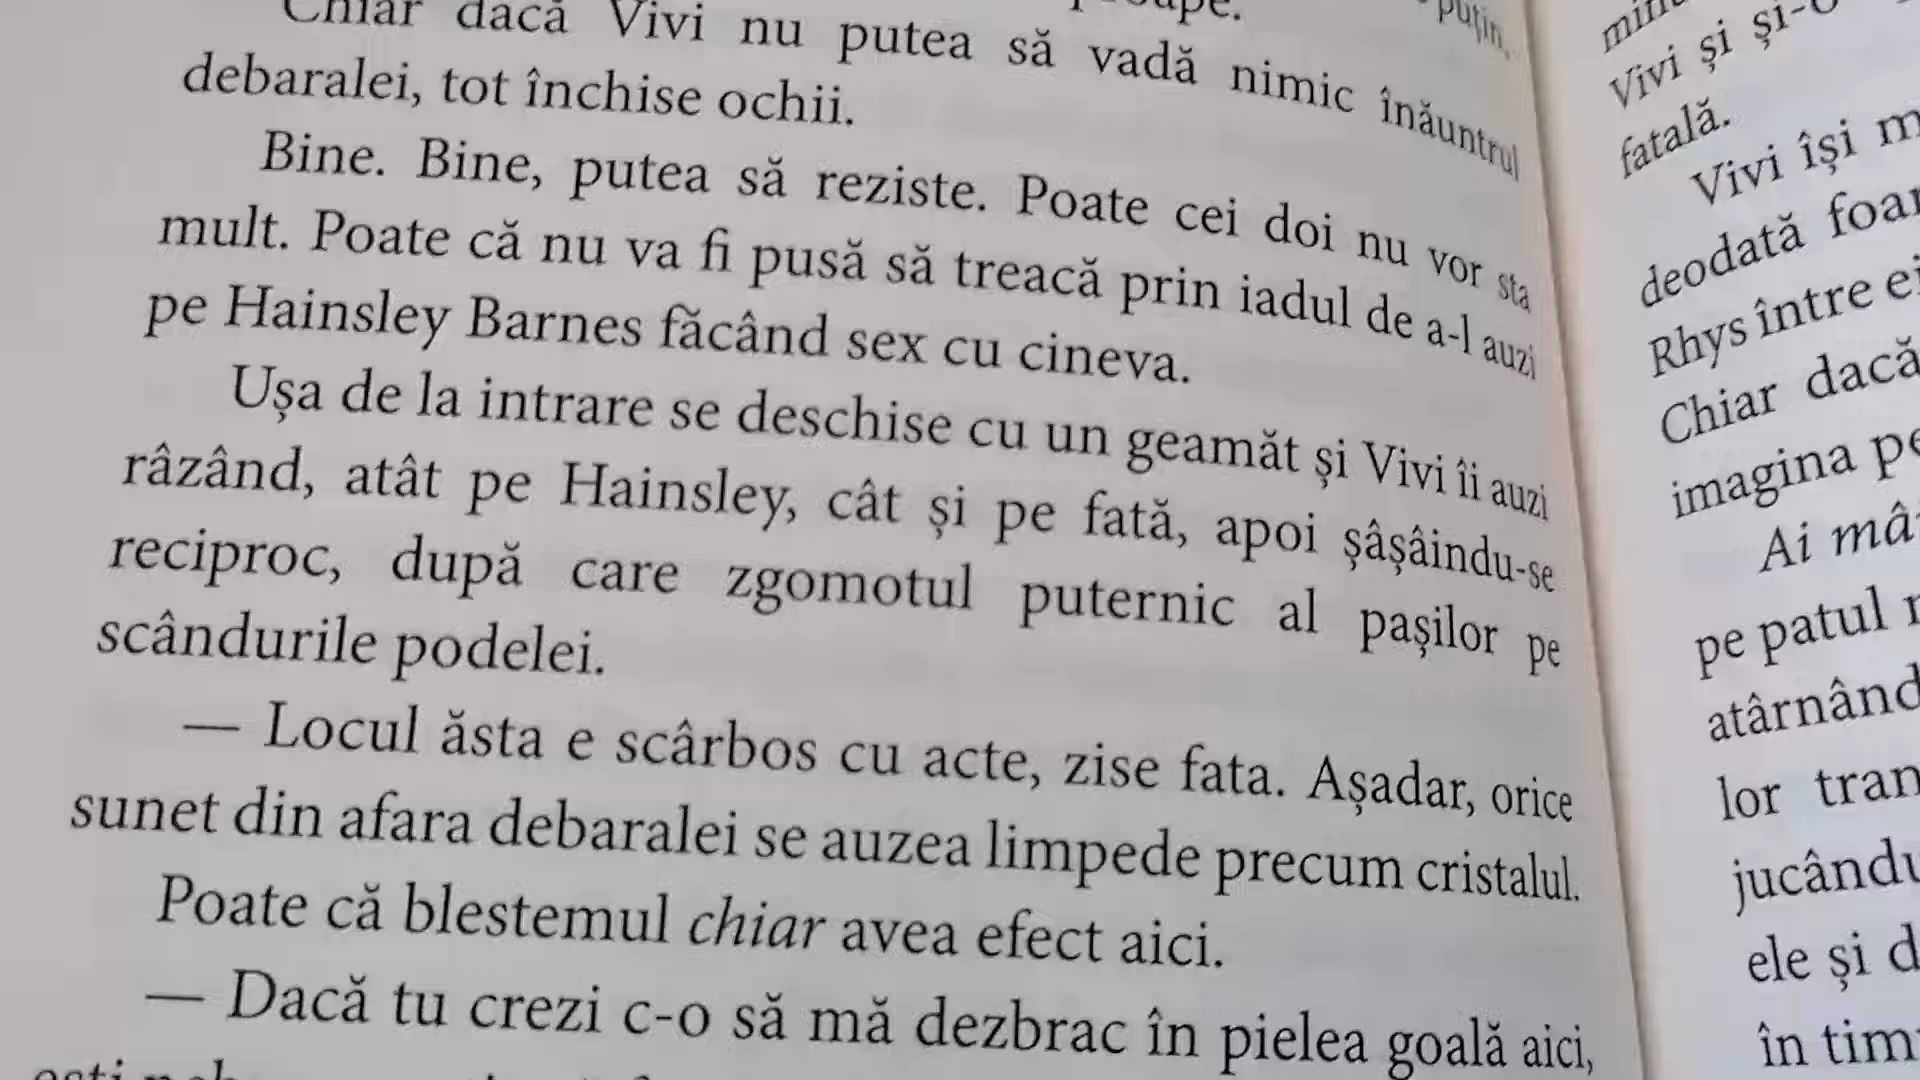 Chiar dacă Vivi nu putea să vadă nimic înăuntrul
debaralei, tot închise ochii.
Bine. Bine, putea să reziste. Poate cei doi nu vor sta
mult. Poate că nu va fi pusă să treacă prin iadul de a-l auzi
pe Hainsley Barnes făcând sex cu cineva.
Ușa de la intrare se deschise cu un geamăt și Vivi îi auzi
râzând, atât pe Hainsley, cât și pe fată, apoi șâșâindu-se
reciproc, după care zgomotul puternic al pașilor pe
scândurile podelei.
— Locul ăsta e scârbos cu acte, zise fata. Așadar, orice
sunet din afara debaralei se auzea limpede precum cristalul.
Poate că blestemul chiar avea efect aici.
— Dacă tu crezi c-o să mă dezbrac în pielea goală aici,
puțin,
Vivi și și-o
fatală.
Vivi își
deodată
Rhys între
Chiar dacă
imagina
Ai
pe patul
atârnând
lor
ele și
în